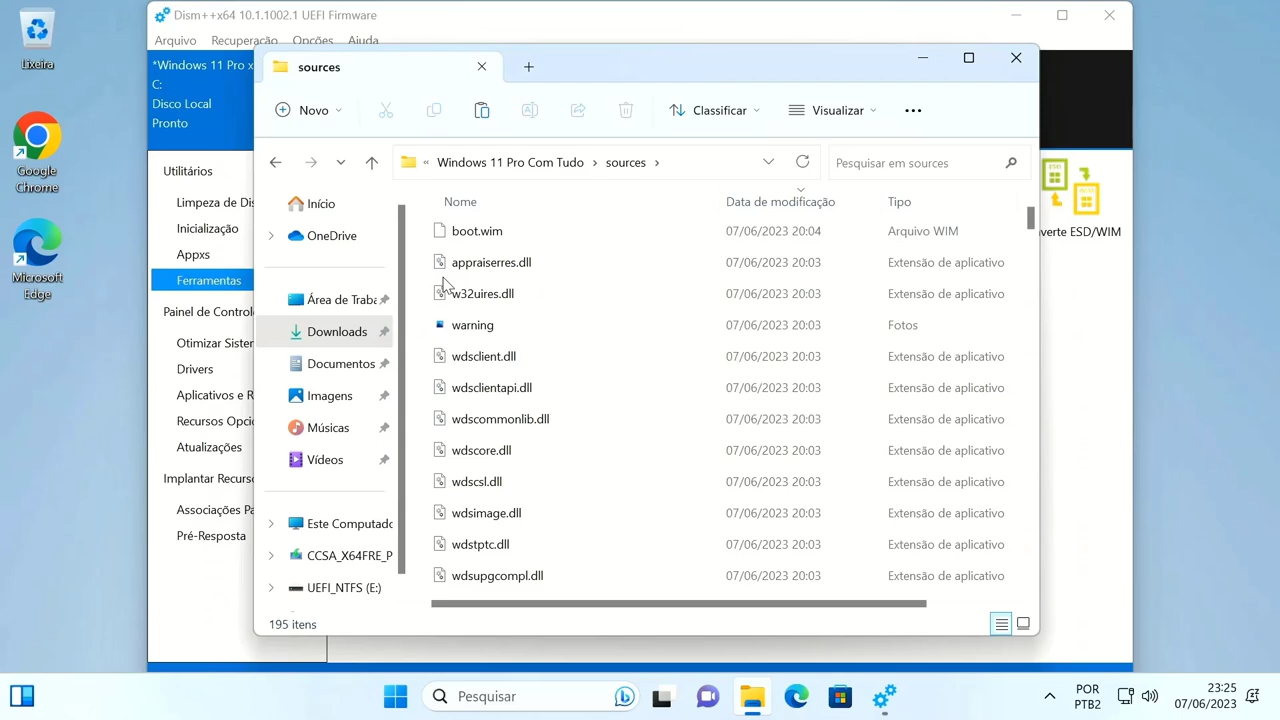 Lixeira
Google
Chrome
Microsoft
Edge
Dism++x64 10.1.1002.1 UEFI Firmware
Arquivo Recuperação Opções Ajuda
*Windows 11 Pro x
C:
Disco Local
Pronto
Utilitários
Limpeza de Dis
Inicialização
Appxs
Ferramentas
Painel de Control
Otimizar Sister
Drivers
Aplicativos e R
Recursos Opci
Atualizações
Implantar Recurs
Associações Pa
Pré-Resposta
nverte ESD/WIM
sources
Novo
Classificar
Visualizar
« Windows 11 Pro Com Tudo > sources >
Pesquisar em sources
Início
OneDrive
Área de Traba
Downloads
Documentos
Imagens
Músicas
Vídeos
Este Computado
CCSA_X64FRE_P
UEFI_NTFS (E:)
Nome Data de modificação Tipo
boot.wim 07/06/2023 20:04 Arquivo WIM
appraiserres.dll 07/06/2023 20:03 Extensão de aplicativo
w32uires.dll 07/06/2023 20:03 Extensão de aplicativo
warning 07/06/2023 20:03 Fotos
wdsclient.dll 07/06/2023 20:03 Extensão de aplicativo
wdsclientapi.dll 07/06/2023 20:03 Extensão de aplicativo
wdscommonlib.dll 07/06/2023 20:03 Extensão de aplicativo
wdscore.dll 07/06/2023 20:03 Extensão de aplicativo
wdscsl.dll 07/06/2023 20:03 Extensão de aplicativo
wdsimage.dll 07/06/2023 20:03 Extensão de aplicativo
wdstptc.dll 07/06/2023 20:03 Extensão de aplicativo
wdsupgcompl.dll 07/06/2023 20:03 Extensão de aplicativo
195 itens
Pesquisar
POR
PTB2
23:25
07/06/2023